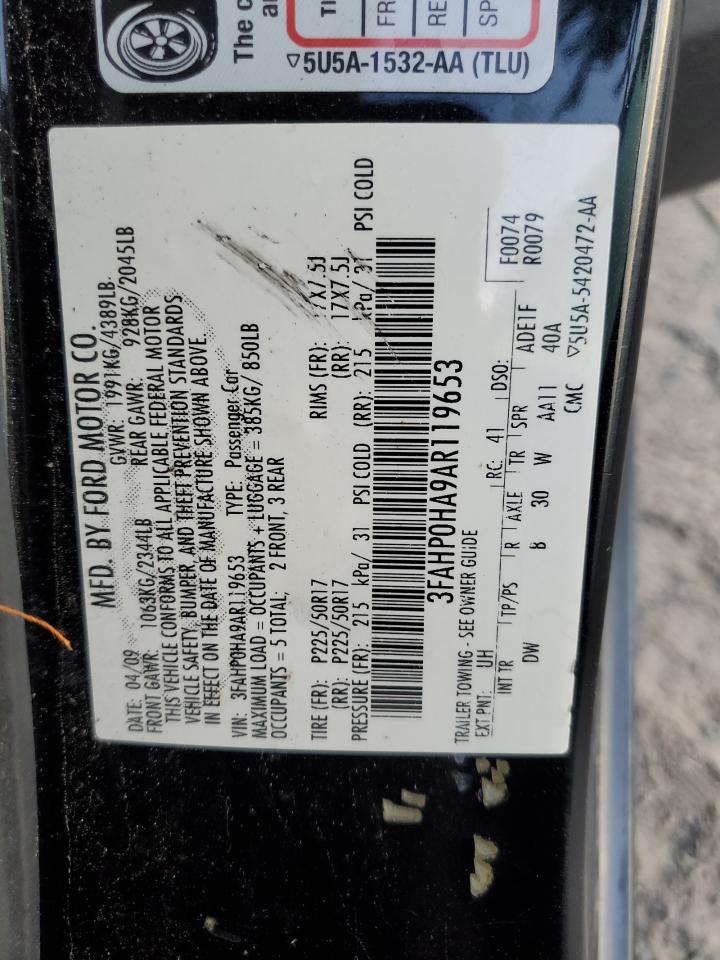 The c
TI
FR
RE
SP
▽5U5A-1532-AA (TLU)
MFD. BY FORD MOTOR CO.
DATE: 04/09 GVWR: 1991KG/4389LB
FRONT GAWR: 1063KG/2344LB REAR GAWR: 928KG/2045LB
THIS VEHICLE CONFORMS TO ALL APPLICABLE FEDERAL MOTOR
VEHICLE SAFETY, BUMPER, AND THEFT PREVENTION STANDARDS
IN EFFECT ON THE DATE OF MANUFACTURE SHOWN ABOVE.
VIN: 3FAHP0HA9AR119653 TYPE: Passenger Car
MAXIMUM LOAD = OCCUPANTS + LUGGAGE = 385KG/ 850LB
OCCUPANTS = 5 TOTAL; 2 FRONT, 3 REAR
TIRE (FR): P225/50R17 RIMS (FR): 17X7.5J
(RR): P225/50R17 (RR): 17X7.5J
PRESSURE (FR): 215 kPa/ 31 PSI COLD (RR): 215 kPa/ 31 PSI COLD
3FAHP0HA9AR119653
TRAILER TOWING - SEE OWNER GUIDE
F0074
R0079
EXT PNT: UH RC: 41 DSO:
INT TR TP/PS R AXLE TR SPR ADE1F
DW B 30 W AA11 40A
CMC ▽5U5A-5420472-AA